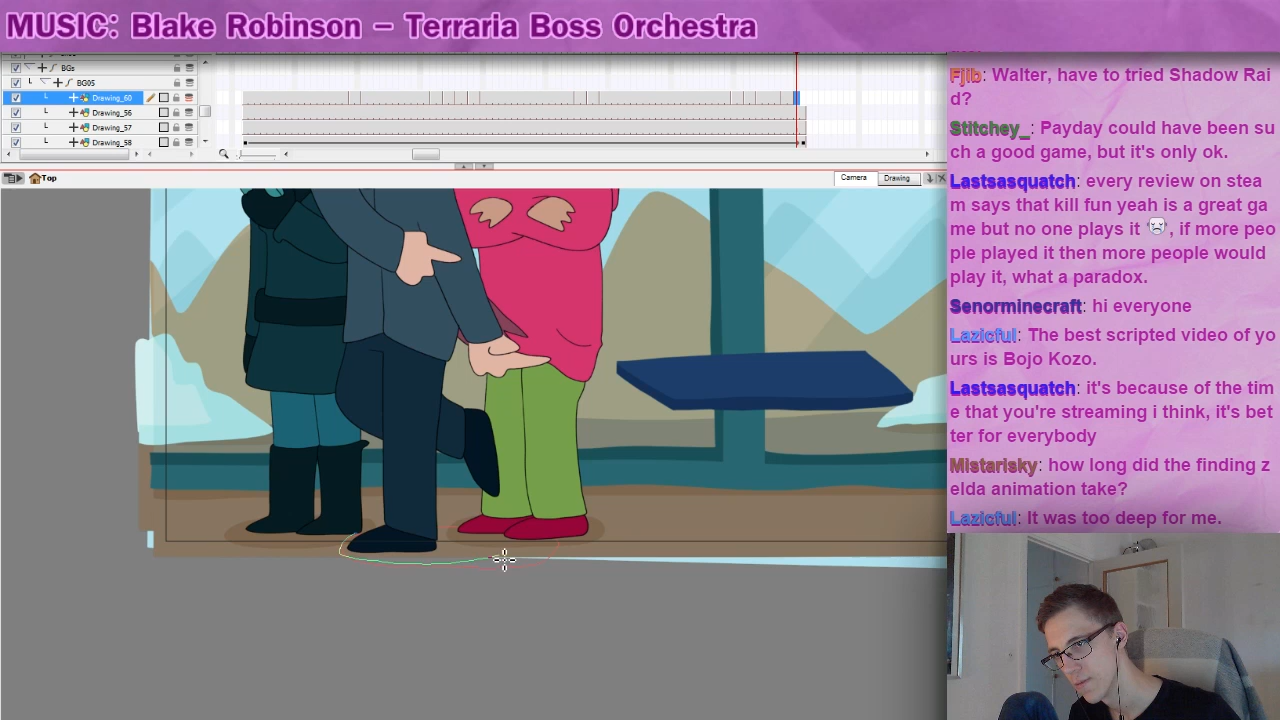 MUSIC: Blake Robinson – Terraria Boss Orchestra
BGs
BG05
Drawing_60
Drawing_56
Drawing_57
Drawing_58
Top
Camera
Drawing
Fjib: Walter, have to tried Shadow Rai
d?
Stitchey_: Payday could have been su
ch a good game, but it's only ok.
Lastsasquatch: every review on stea
m says that kill fun yeah is a great ga
me but no one plays it , if more peo
ple played it then more people would
play it, what a paradox.
Senorminecraft: hi everyone
Lazicful: The best scripted video of yo
urs is Bojo Kozo.
Lastsasquatch: it's because of the tim
e that you're streaming i think, it's bet
ter for everybody
Mistarisky: how long did the finding z
elda animation take?
Lazicful: It was too deep for me.